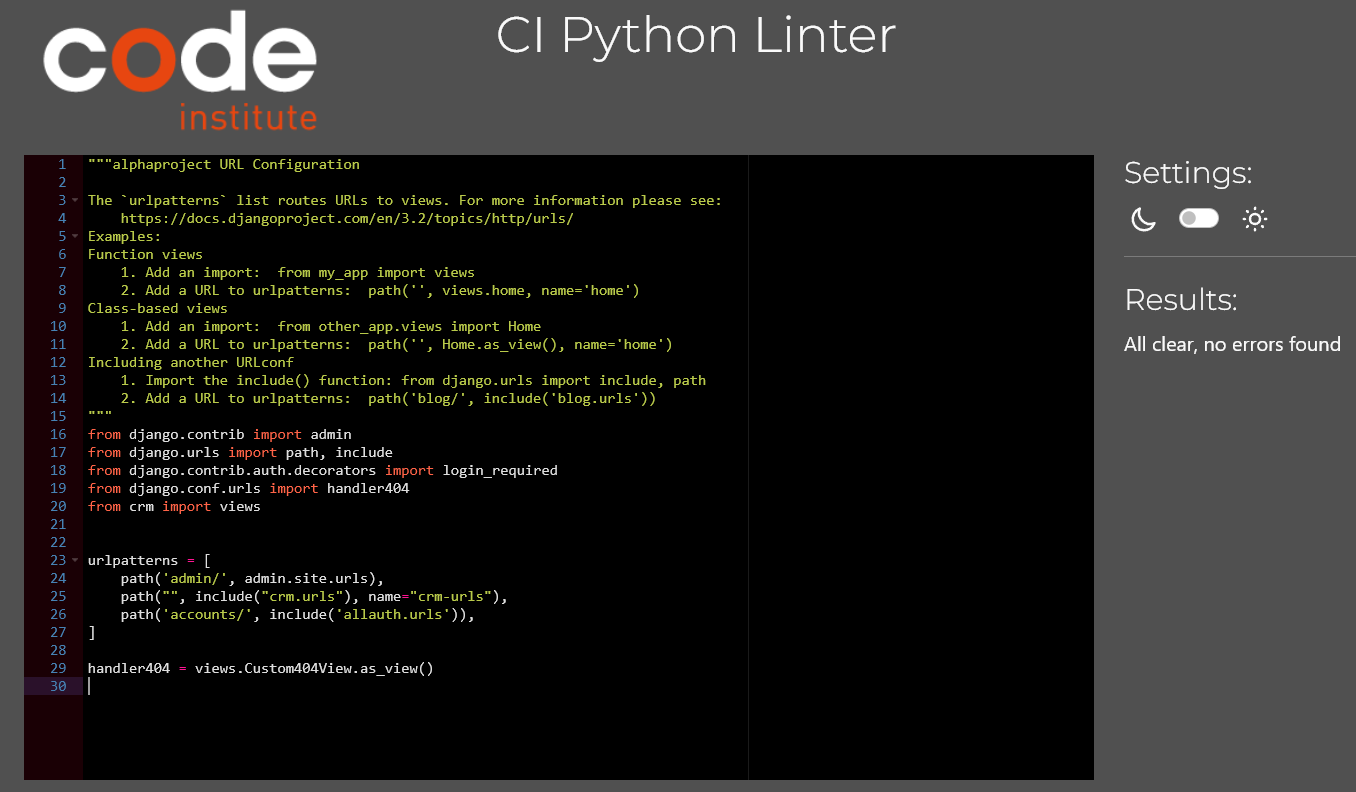 code
institute
CI Python Linter
1 """alphaproject URL Configuration
2
3 The `urlpatterns` list routes URLs to views. For more information please see:
4     https://docs.djangoproject.com/en/3.2/topics/http/urls/
5 Examples:
6 Function views
7     1. Add an import:  from my_app import views
8     2. Add a URL to urlpatterns:  path('', views.home, name='home')
9 Class-based views
10     1. Add an import:  from other_app.views import Home
11     2. Add a URL to urlpatterns:  path('', Home.as_view(), name='home')
12 Including another URLconf
13     1. Import the include() function: from django.urls import include, path
14     2. Add a URL to urlpatterns:  path('blog/', include('blog.urls'))
15 """
16 from django.contrib import admin
17 from django.urls import path, include
18 from django.contrib.auth.decorators import login_required
19 from django.conf.urls import handler404
20 from crm import views
21
22
23 urlpatterns = [
24     path('admin/', admin.site.urls),
25     path("", include("crm.urls"), name="crm-urls"),
26     path('accounts/', include('allauth.urls')),
27 ]
28
29 handler404 = views.Custom404View.as_view()
30
Settings:
Results:
All clear, no errors found